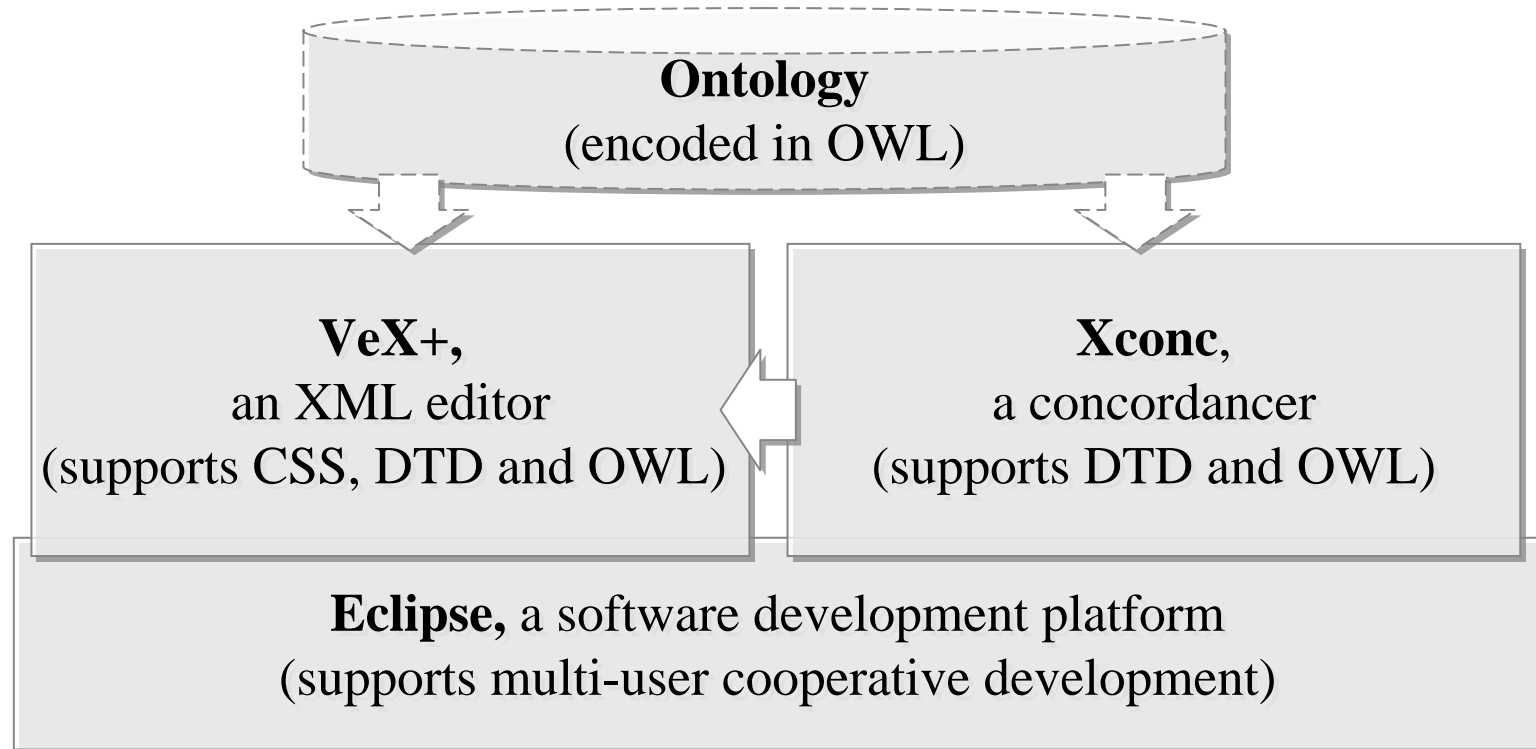 Ontology
(encoded in OWL)
VeX+,
an XML editor
(supports CSS, DTD and OWL)
Xconc,
a concordancer
(supports DTD and OWL)
Eclipse, a software development platform
(supports multi-user cooperative development)